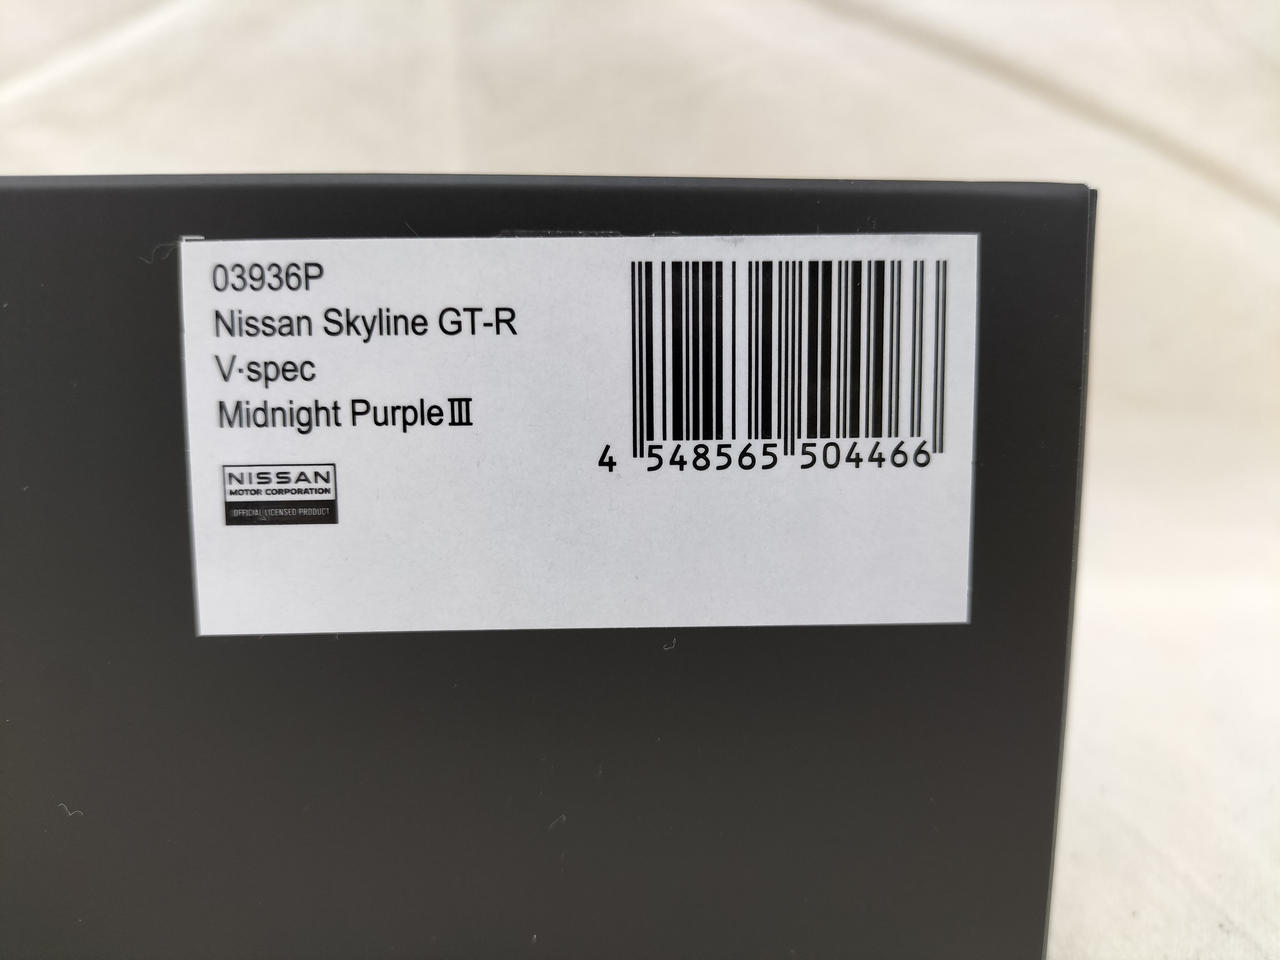 03936P
Nissan Skyline GT-R
V·spec
Midnight PurpleⅢ
NISSAN
MOTOR CORPORATION
OFFICIAL LICENSED PRODUCT
4 548565 504466